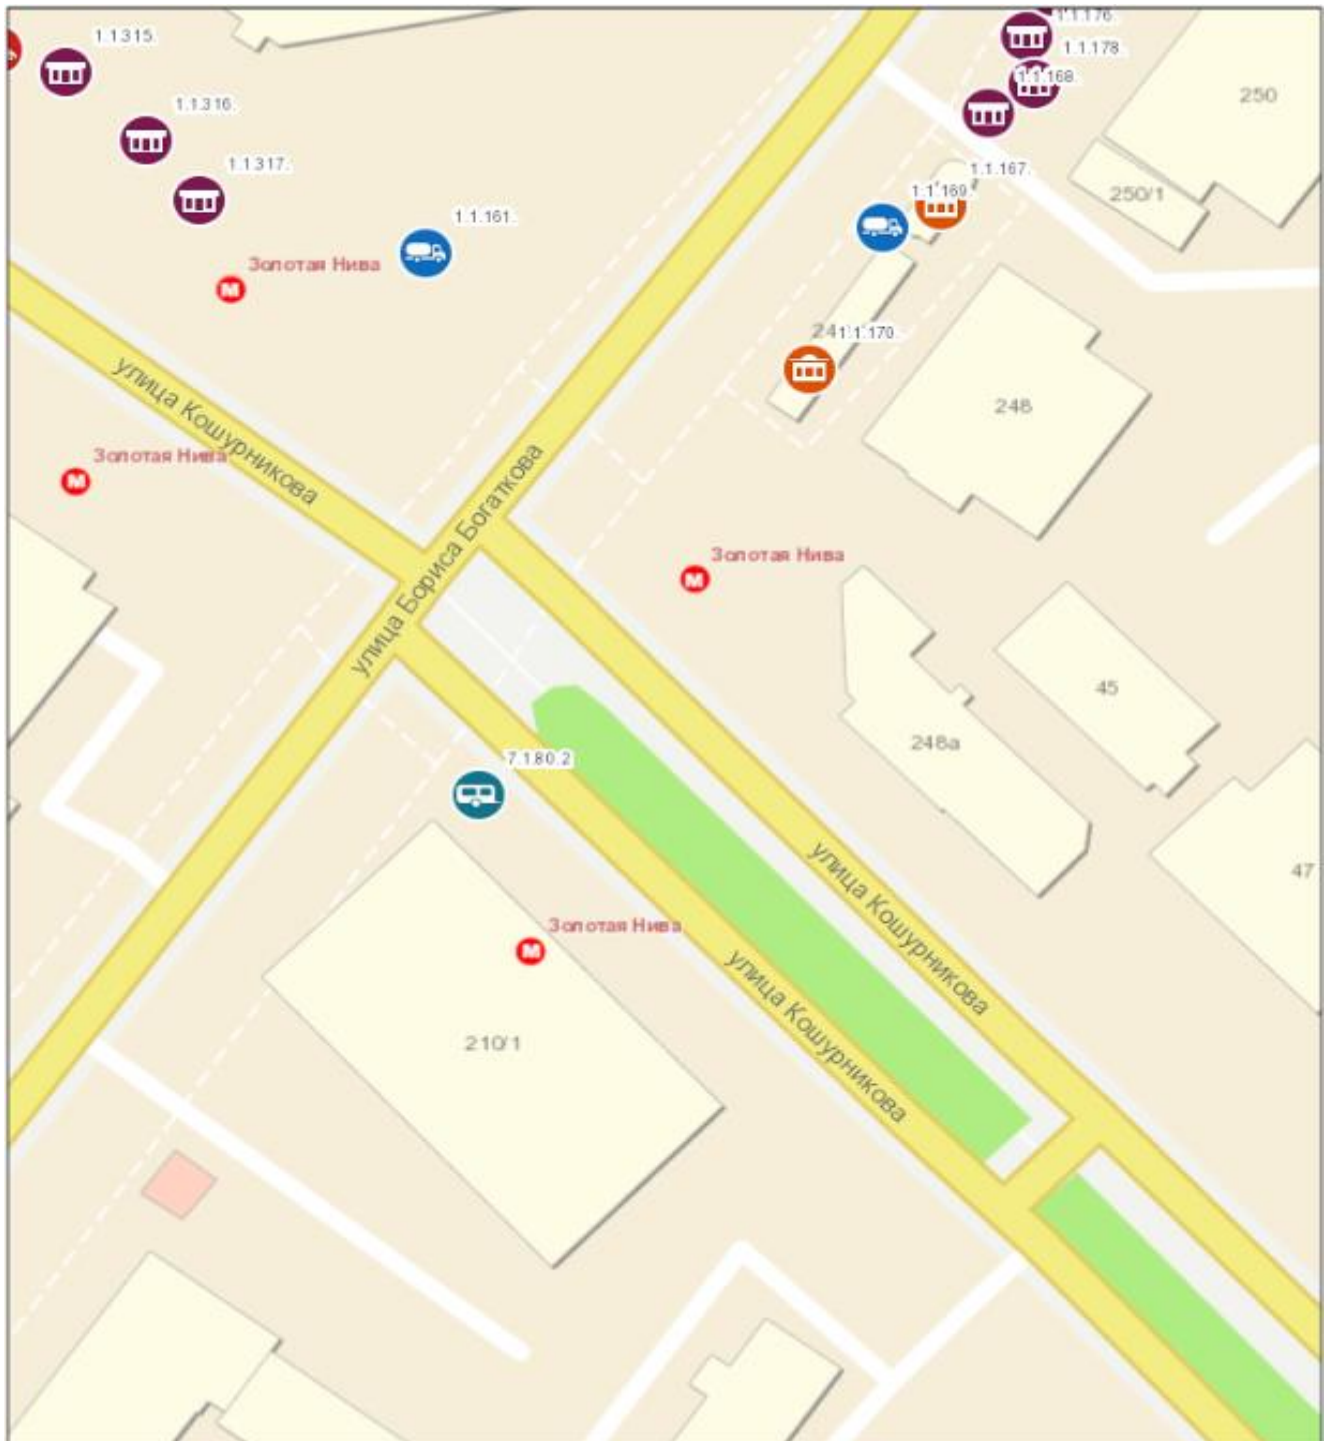 1.1.176.
1.1.315.
1.1.178.
1.1.168.
250
1.1.316.
1.1.317.
1.1.167.
1.1.169.
250/1
1.1.161.
Золотая Нива
М
24
1.1.170.
улица Кошурникова
248
Золотая Нива
М
улица Бориса Богаткова
Золотая Нива
М
45
248а
7.1.80.2
улица Кошурникова
47
Золотая Нива
М
улица Кошурникова
210/1